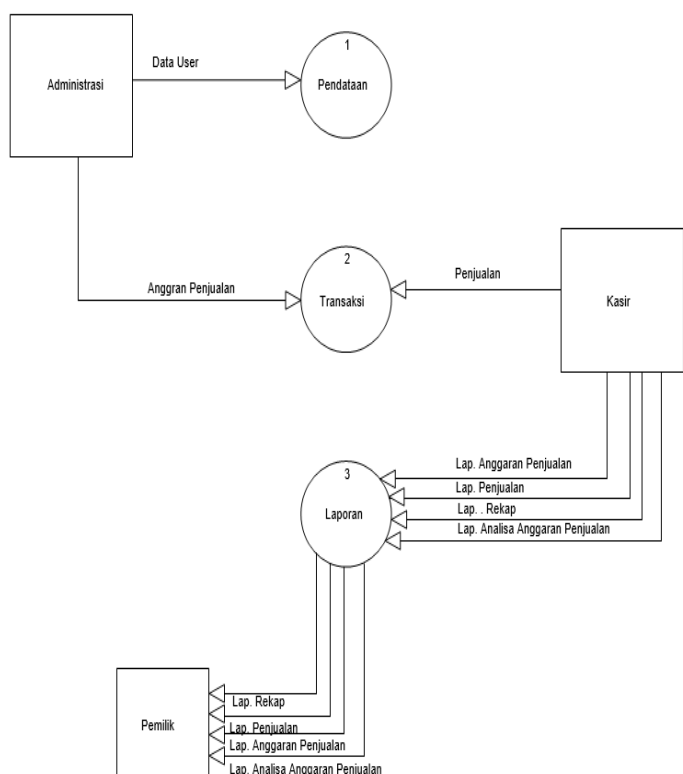 1
Data User
Administrasi
Pendataan
2
Penjualan
Anggran Penjualan
Transaksi
Kasir
Lap. Anggaran Penjualan
3
Lap. Penjualan
Laporan
Lap. . Rekap
Lap. Analisa Anggaran Penjualan
Lap. Rekap
Pemilik
Lap. Penjualan
Lap. Anggaran Penjualan
Lap. Analisa Anggaran Penjualan